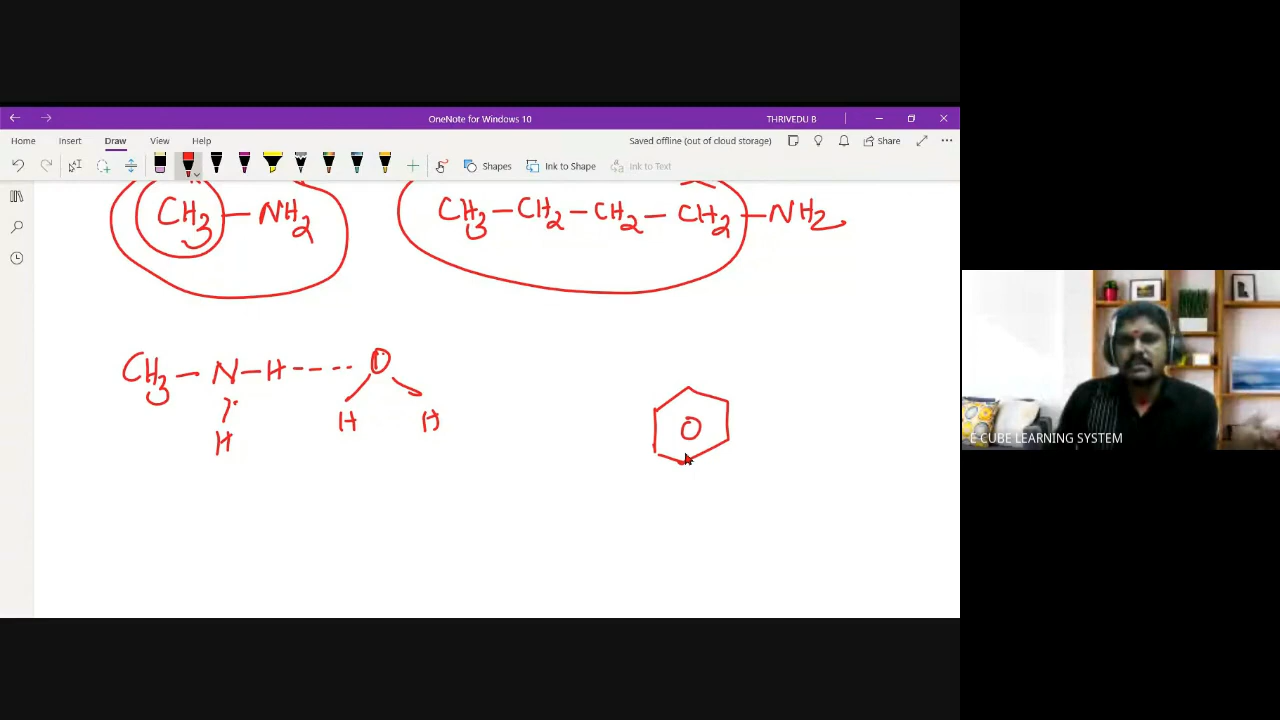 OneNote for Windows 10
THRIVEDU B
Home Insert Draw View Help
Saved offline (out of cloud storage)
Share
Shapes
Ink to Shape
Ink to Text
CH3 — NH2
CH3 — CH2 — CH2 — CH2 — NH2
CH3 — N — H ---- O
H
H H
O
E CUBE LEARNING SYSTEM